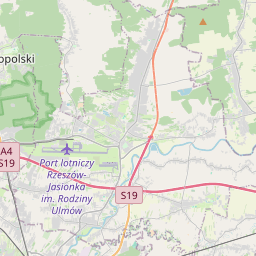 opolski
A4
S19
Port lotniczy
Rzeszów-
Jasionka
im. Rodziny
Ulmów
S19